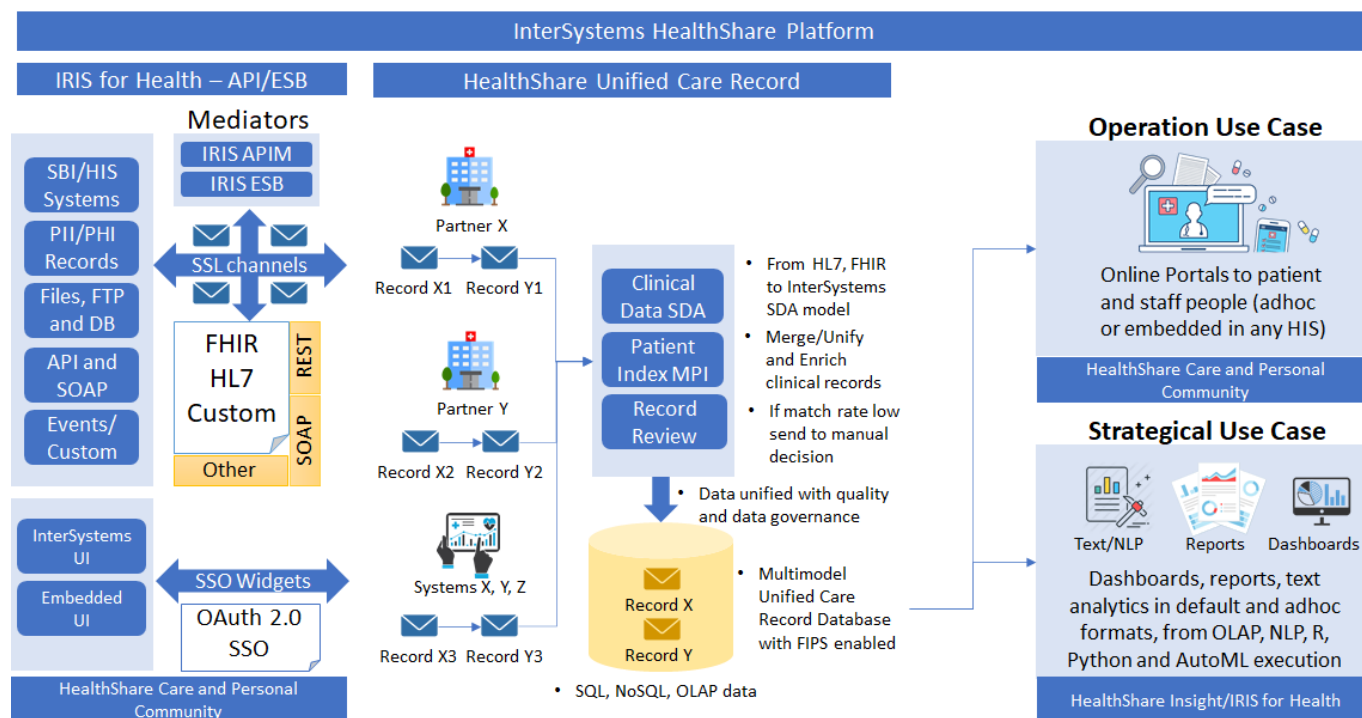 InterSystems HealthShare Platform
IRIS for Health – API/ESB
HealthShare Unified Care Record
Mediators
IRIS APIM
IRIS ESB
SBI/HIS
Systems
PII/PHI
Records
Files, FTP
and DB
API and
SOAP
Events/
Custom
SSL channels
FHIR
HL7
Custom
REST
SOAP
Other
InterSystems
UI
Embedded
UI
SSO Widgets
OAuth 2.0
SSO
HealthShare Care and Personal
Community
Partner X
Record X1
Record Y1
Partner Y
Record X2
Record Y2
Systems X, Y, Z
Record X3
Record Y3
Clinical
Data SDA
Patient
Index MPI
Record
Review
• From HL7, FHIR
to InterSystems
SDA model
• Merge/Unify
and Enrich
clinical records
• If match rate low
send to manual
decision
• Data unified with quality
and data governance
Record X
Record Y
• Multimodel
Unified Care
Record Database
with FIPS enabled
• SQL, NoSQL, OLAP data
Operation Use Case
Online Portals to patient
and staff people (adhoc
or embedded in any HIS)
HealthShare Care and Personal
Community
Strategical Use Case
Text/NLP
Reports
Dashboards
Dashboards, reports, text
analytics in default and adhoc
formats, from OLAP, NLP, R,
Python and AutoML execution
HealthShare Insight/IRIS for Health